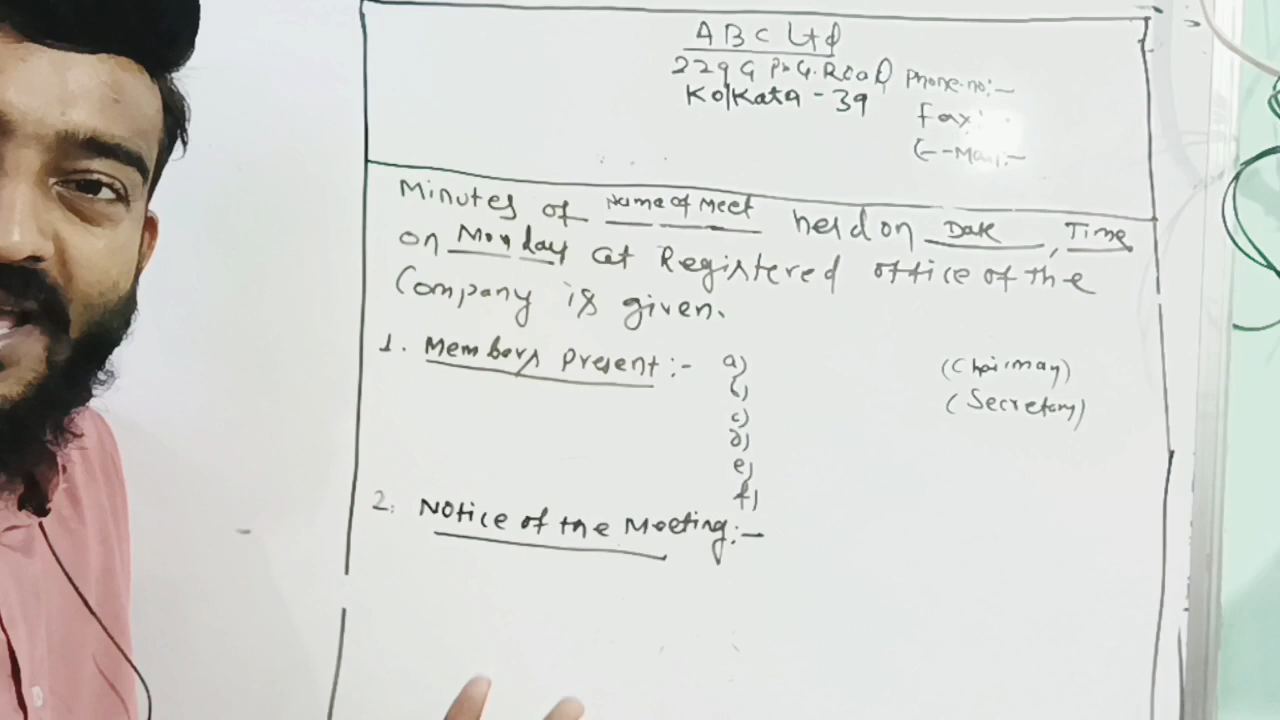 ABC Ltd
229 G P.G. Road Phone.no:-
Kolkata - 39
Fax:
E-Mail:-
Minutes of Name of Meet held on Date, Time
on Monday at Registered office of the
Company is given.
1. Members Present:- a) (Chairman)
b) (Secretary)
c)
d)
e)
f)
2. Notice of the Meeting:-